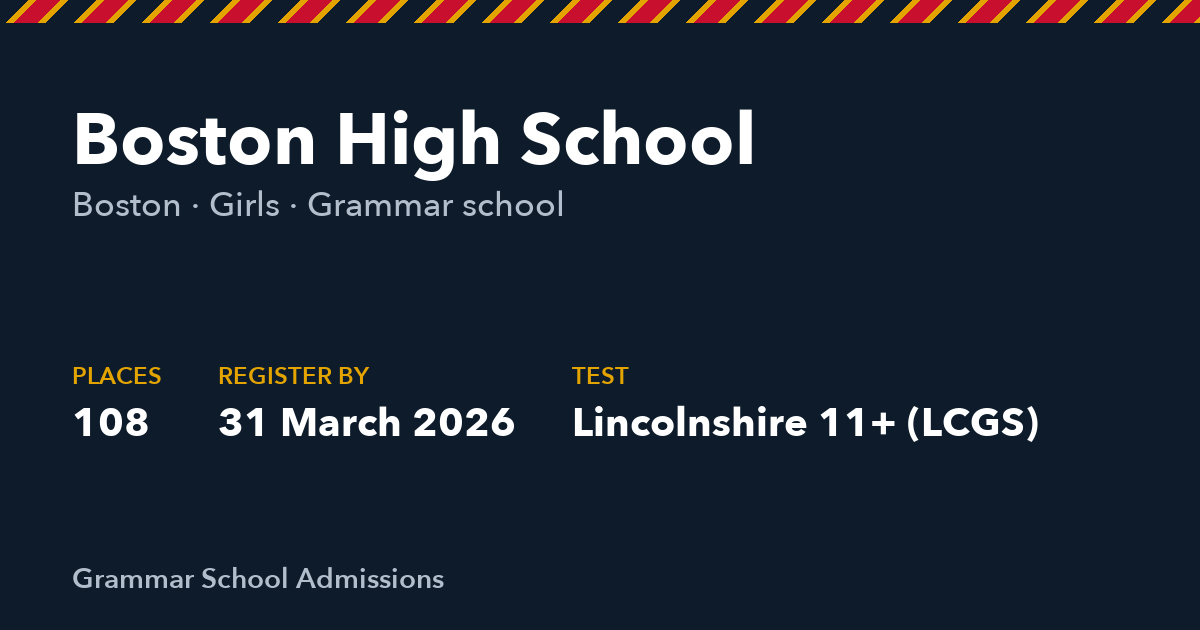 Boston High School
Boston · Girls · Grammar school
PLACES
108
REGISTER BY
31 March 2026
TEST
Lincolnshire 11+ (LCGS)
Grammar School Admissions